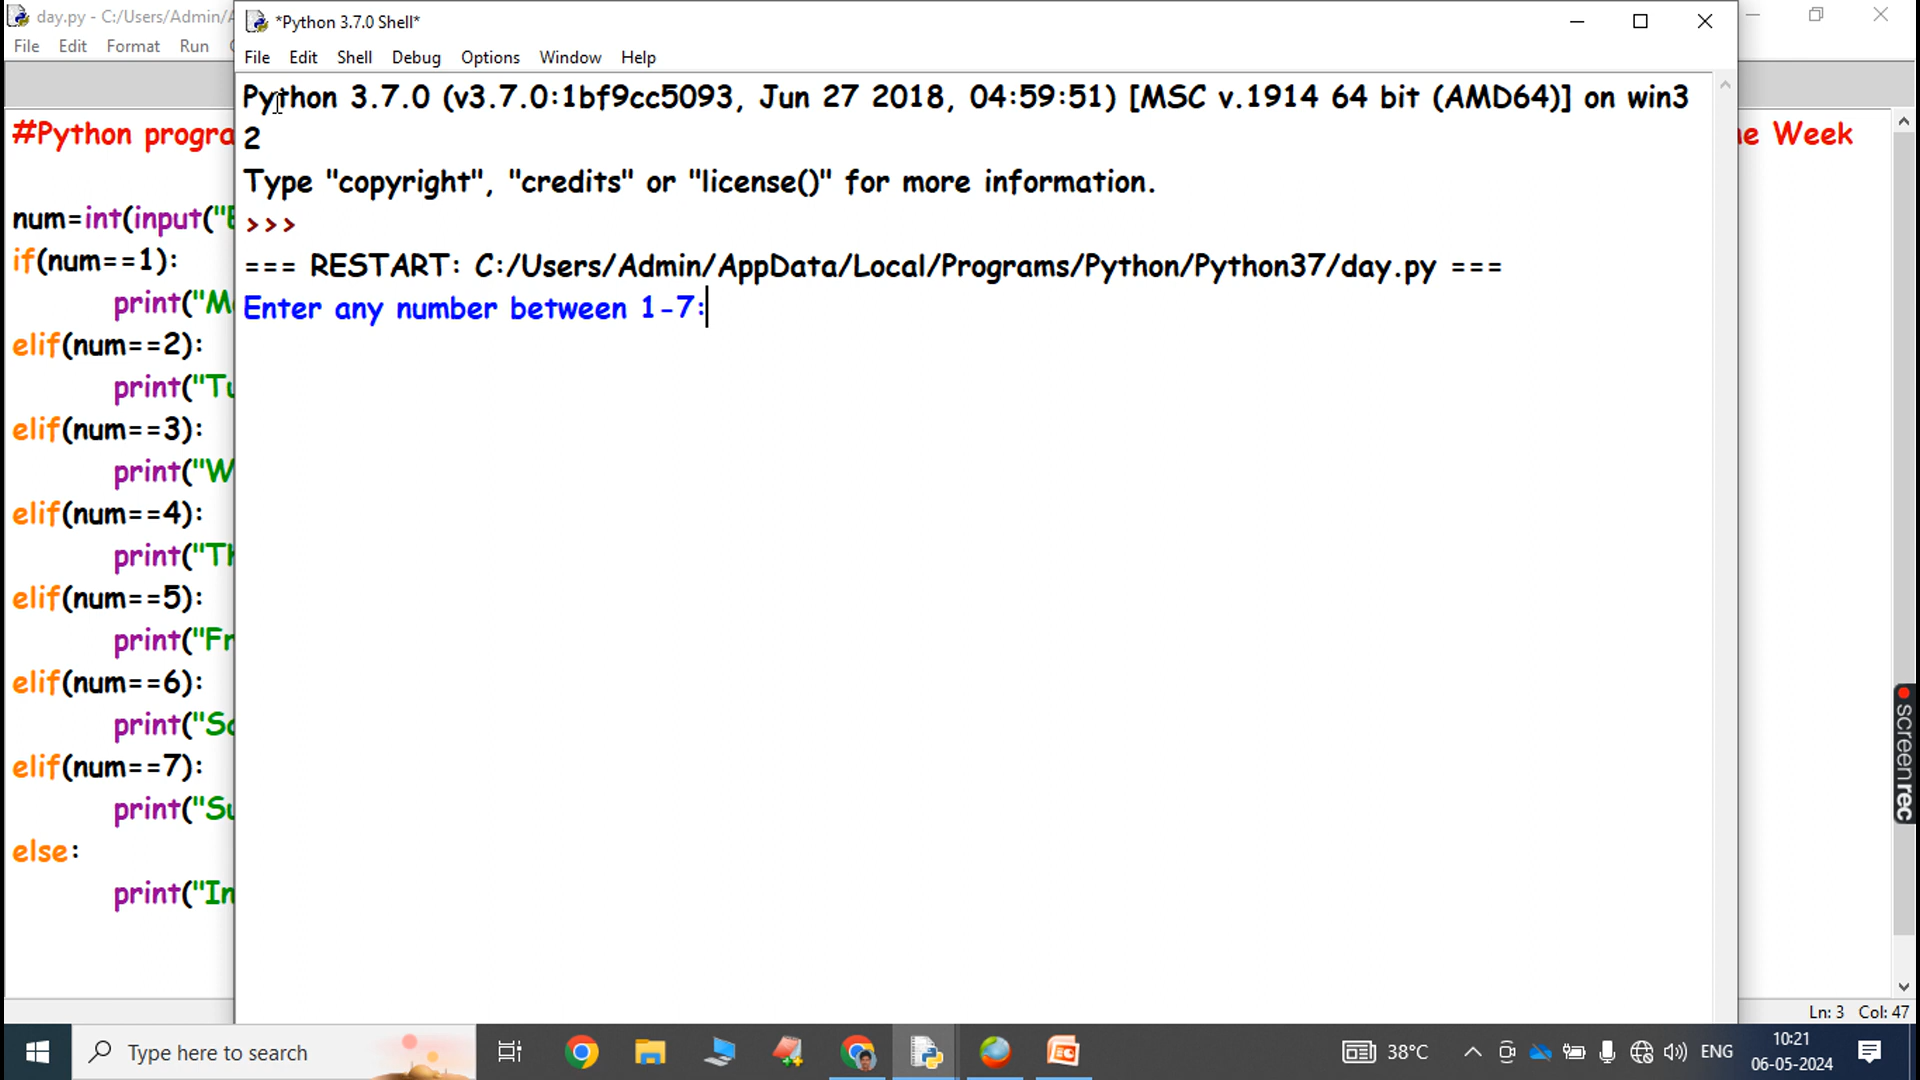 day.py - C:/Users/Admin/
File Edit Format Run
#Python progra
num=int(input("E
if(num==1):
print("Mo
elif(num==2):
print("Tu
elif(num==3):
print("W
elif(num==4):
print("Th
elif(num==5):
print("Fr
elif(num==6):
print("Sa
elif(num==7):
print("Su
else:
print("In
*Python 3.7.0 Shell*
File Edit Shell Debug Options Window Help
Python 3.7.0 (v3.7.0:1bf9cc5093, Jun 27 2018, 04:59:51) [MSC v.1914 64 bit (AMD64)] on win3
2
Type "copyright", "credits" or "license()" for more information.
>>>
=== RESTART: C:/Users/Admin/AppData/Local/Programs/Python/Python37/day.py ===
Enter any number between 1-7:
Week
screenrec
Ln: 3 Col: 47
Type here to search
38°C
ENG
10:21
06-05-2024